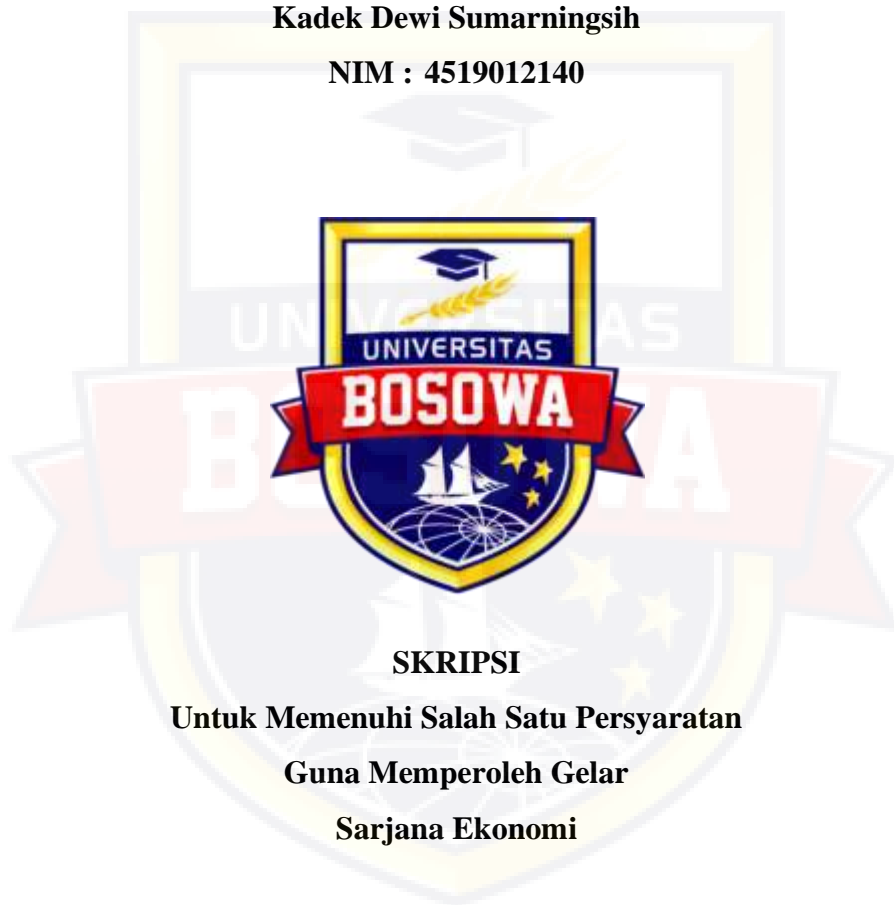 Kadek Dewi Sumarningsih
NIM : 4519012140
UNIVERSITAS
BOSOWA
SKRIPSI
Untuk Memenuhi Salah Satu Persyaratan
Guna Memperoleh Gelar
Sarjana Ekonomi